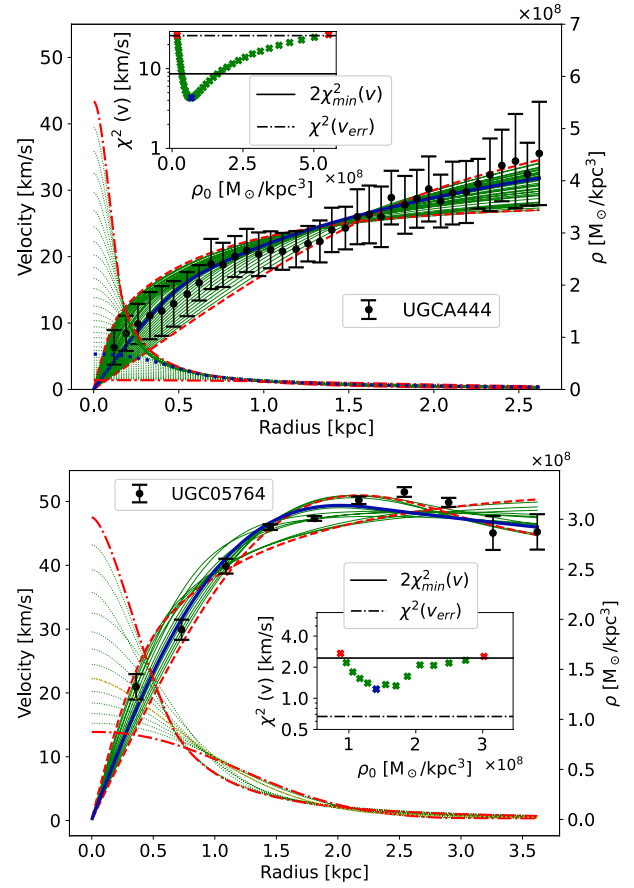 ×10⁸
Velocity [km/s]
60
50
40
30
20
10
0
0.0 0.5 1.0 1.5 2.0 2.5
Radius [kpc]
7
6
5
4
3
2
1
0
ρ [M⊙/kpc³]
χ² (v) [km/s]
10
1
0.0 2.5 5.0
ρ₀ [M⊙/kpc³] ×10⁸
2χ²min(v)
χ²(verr)
UGCA444
×10⁸
UGC05764
Velocity [km/s]
50
40
30
20
10
0
0.0 0.5 1.0 1.5 2.0 2.5 3.0 3.5
Radius [kpc]
3.0
2.5
2.0
1.5
1.0
0.5
0.0
ρ [M⊙/kpc³]
2χ²min(v)
χ²(verr)
χ² (v) [km/s]
4.0
2.0
1.0
0.5
1 2 3
ρ₀ [M⊙/kpc³] ×10⁸